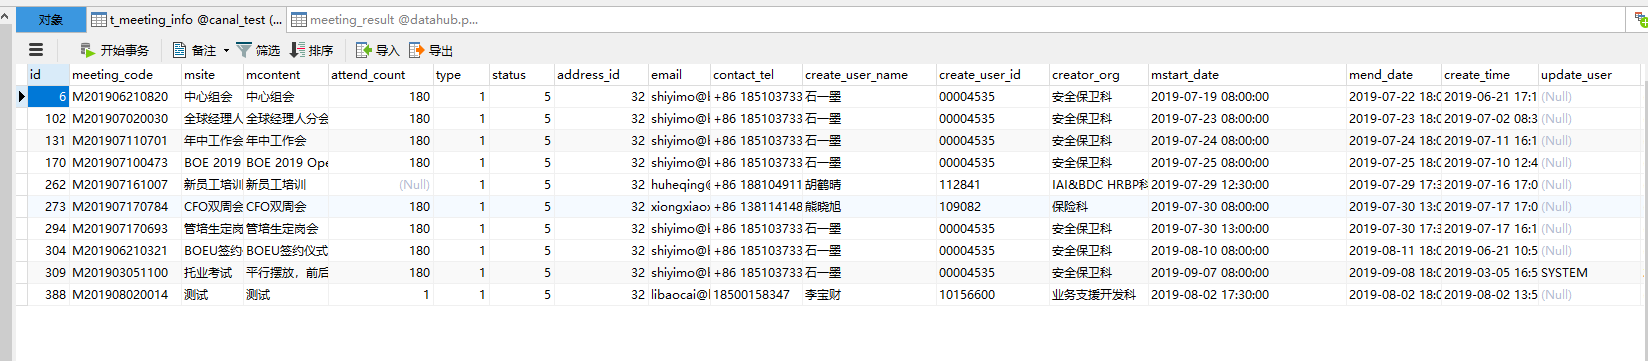 对象 t_meeting_info @canal_test (... meeting_result @datahub.p...
开始事务 备注 筛选 排序 导入 导出
id meeting_code msite mcontent attend_count type status address_id email contact_tel create_user_name create_user_id creator_org mstart_date mend_date create_time update_user
6 M201906210820 中心组会 中心组会 180 1 5 32 shiyimo@b +86 185103733 石一墨 00004535 安全保卫科 2019-07-19 08:00:00 2019-07-22 18:0 2019-06-21 17:1 (Null)
102 M201907020030 全球经理人 全球经理人分会 180 1 5 32 shiyimo@b +86 185103733 石一墨 00004535 安全保卫科 2019-07-23 08:00:00 2019-07-23 18:0 2019-07-02 08:3 (Null)
131 M201907110701 年中工作会 年中工作会 180 1 5 32 shiyimo@b +86 185103733 石一墨 00004535 安全保卫科 2019-07-24 08:00:00 2019-07-24 18:0 2019-07-11 16:1 (Null)
170 M201907100473 BOE 2019 BOE 2019 Ope 180 1 5 32 shiyimo@b +86 185103733 石一墨 00004535 安全保卫科 2019-07-25 08:00:00 2019-07-25 18:0 2019-07-10 12:4 (Null)
262 M201907161007 新员工培训 新员工培训 (Null) 1 5 32 huheqing@ +86 188104911 胡鹤晴 112841 IAI&BDC HRBP科 2019-07-29 12:30:00 2019-07-29 17:3 2019-07-16 17:0 (Null)
273 M201907170784 CFO双周会 CFO双周会 180 1 5 32 xiongxiaox +86 138114148 熊晓旭 109082 保险科 2019-07-30 08:00:00 2019-07-30 13:0 2019-07-17 17:0 (Null)
294 M201907170693 管培生定岗 管培生定岗会 180 1 5 32 shiyimo@b +86 185103733 石一墨 00004535 安全保卫科 2019-07-30 13:00:00 2019-07-30 17:3 2019-07-17 16:1 (Null)
304 M201906210321 BOEU签约 BOEU签约仪式 180 1 5 32 shiyimo@b +86 185103733 石一墨 00004535 安全保卫科 2019-08-10 08:00:00 2019-08-11 18:0 2019-06-21 10:5 (Null)
309 M201903051100 托业考试 平行摆放，前后 180 1 5 32 shiyimo@b +86 185103733 石一墨 00004535 安全保卫科 2019-09-07 08:00:00 2019-09-08 18:0 2019-03-05 16:5 SYSTEM
388 M201908020014 测试 测试 1 1 5 32 libaocai@ 18500158347 李宝财 10156600 业务支援开发科 2019-08-02 17:30:00 2019-08-02 18:0 2019-08-02 13:5 (Null)